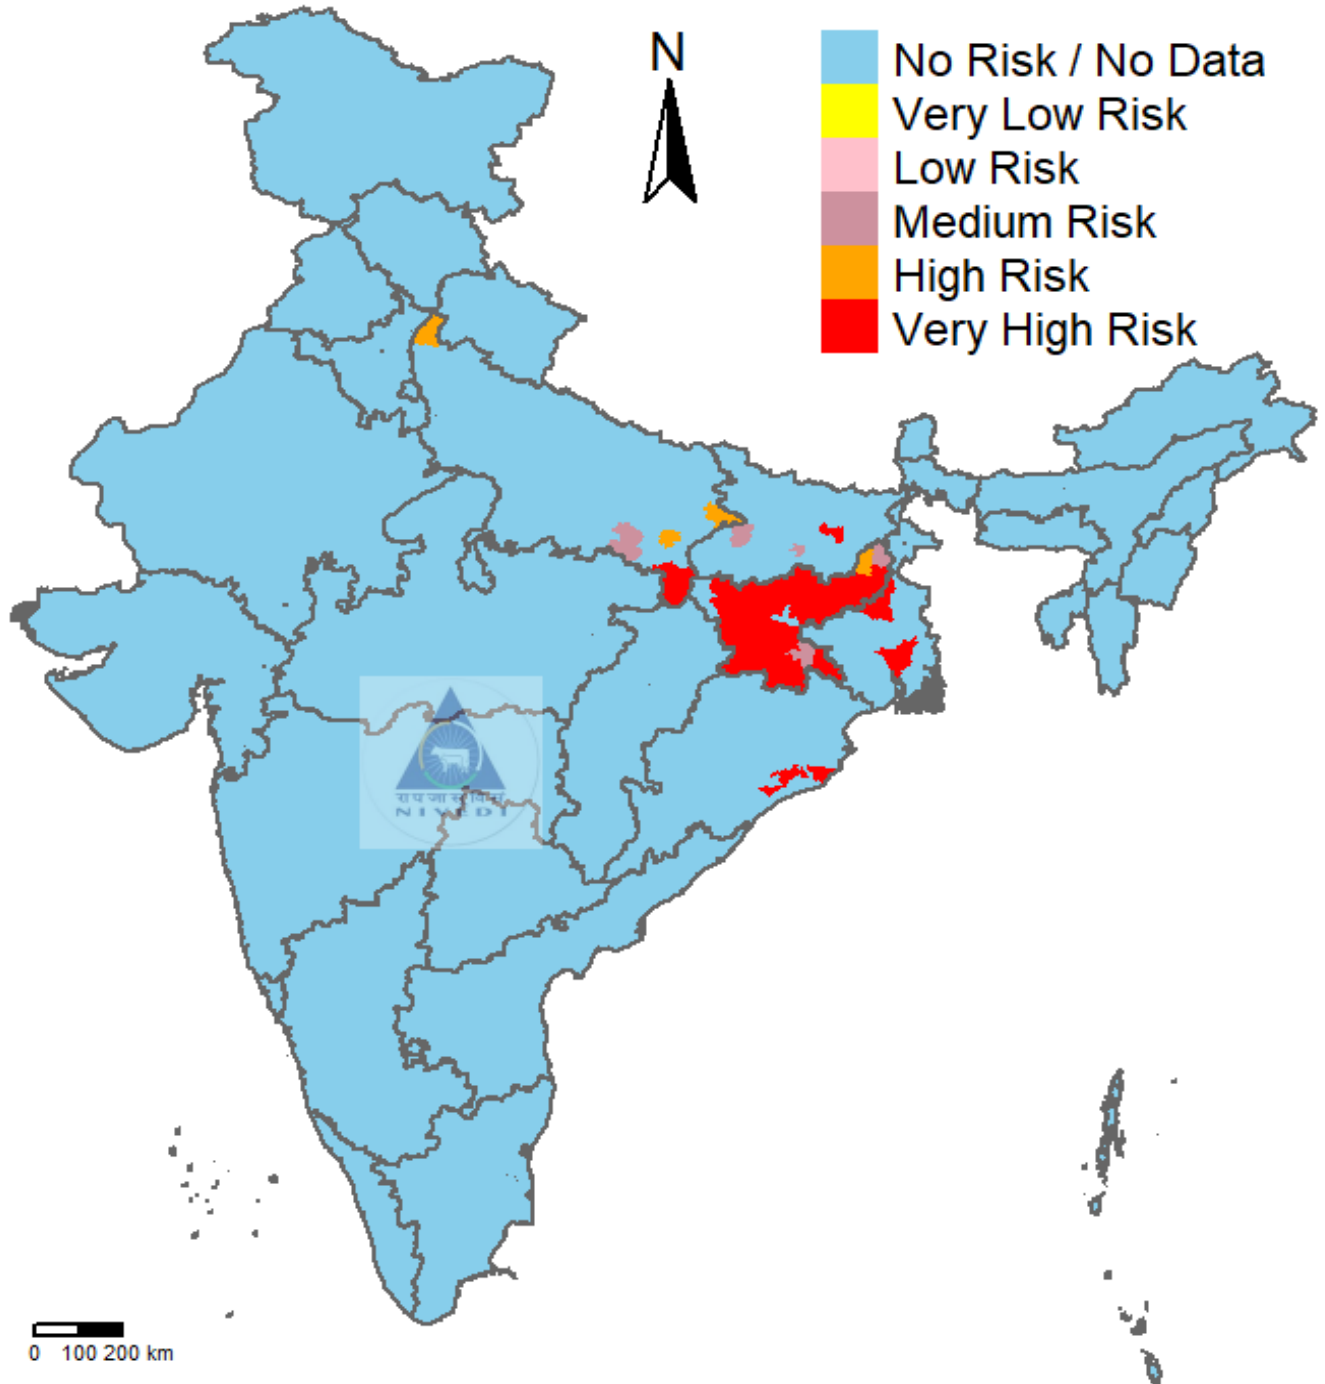 N
No Risk / No Data
Very Low Risk
Low Risk
Medium Risk
High Risk
Very High Risk
NIVEDI
0 100 200 km